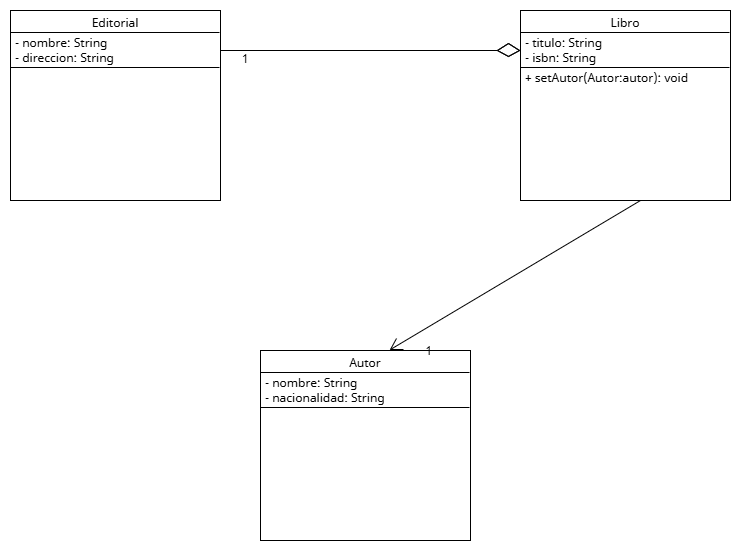 Editorial
- nombre: String
- direccion: String
1
Libro
- titulo: String
- isbn: String
+ setAutor(Autor:autor): void
1
Autor
- nombre: String
- nacionalidad: String